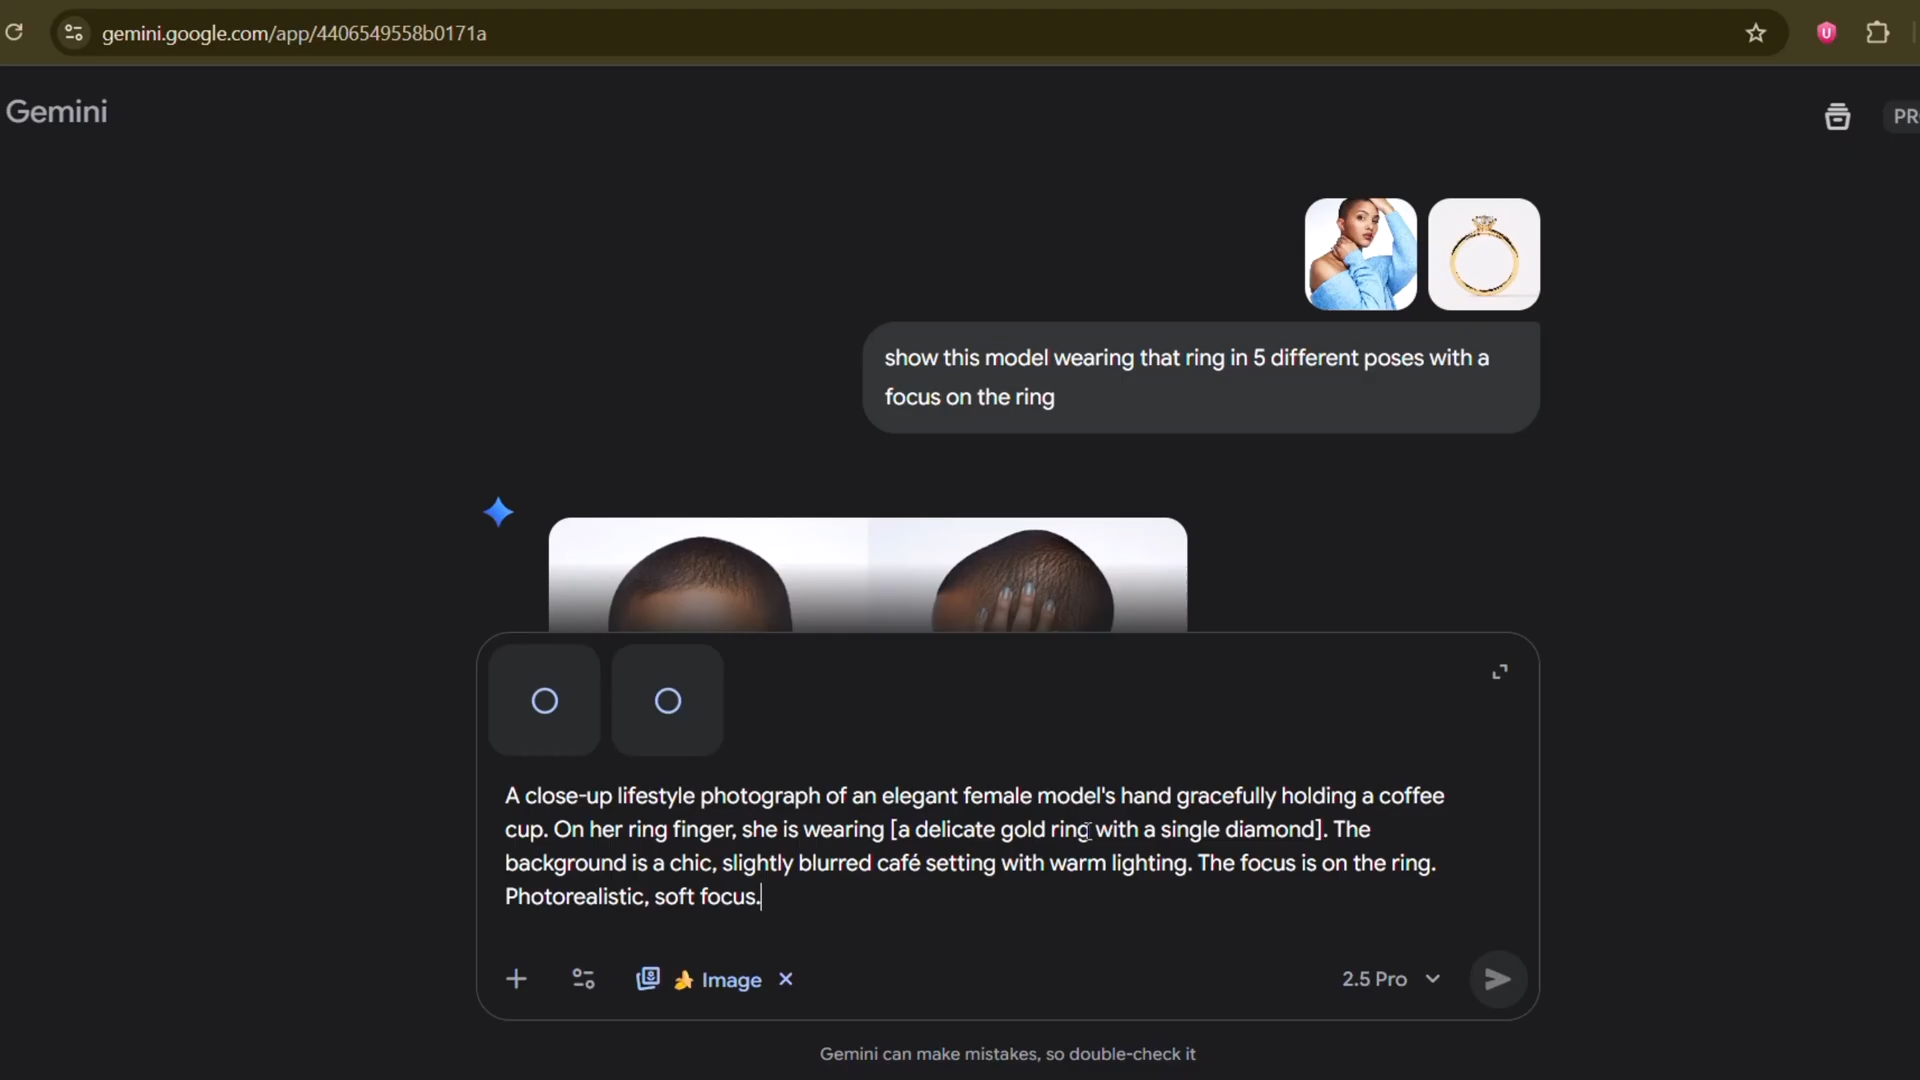 gemini.google.com/app/4406549558b0171a
Gemini
show this model wearing that ring in 5 different poses with a
focus on the ring
A close-up lifestyle photograph of an elegant female model's hand gracefully holding a coffee
cup. On her ring finger, she is wearing [a delicate gold ring with a single diamond]. The
background is a chic, slightly blurred café setting with warm lighting. The focus is on the ring.
Photorealistic, soft focus.
Image
2.5 Pro
Gemini can make mistakes, so double-check it